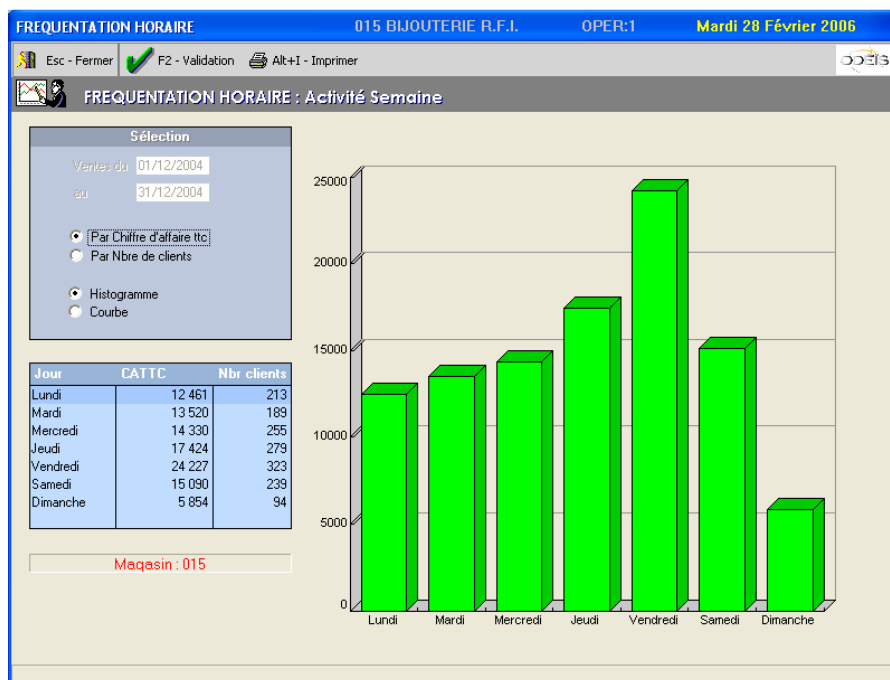 FREQUENTATION HORAIRE 015 BIJOUTERIE R.F.I. OPER:1 Mardi 28 Février 2006
Esc - Fermer F2 - Validation Alt+I - Imprimer
FREQUENTATION HORAIRE : Activité Semaine
Sélection
Ventes du 01/12/2004
au 31/12/2004
Par Chiffre d'affaire ttc
Par Nbre de clients
Histogramme
Courbe
Jour CATTC Nbr clients
Lundi 12 461 213
Mardi 13 520 189
Mercredi 14 330 255
Jeudi 17 424 279
Vendredi 24 227 323
Samedi 15 090 239
Dimanche 5 854 94
Magasin : 015
25000
20000
15000
10000
5000
0
Lundi Mardi Mercredi Jeudi Vendredi Samedi Dimanche